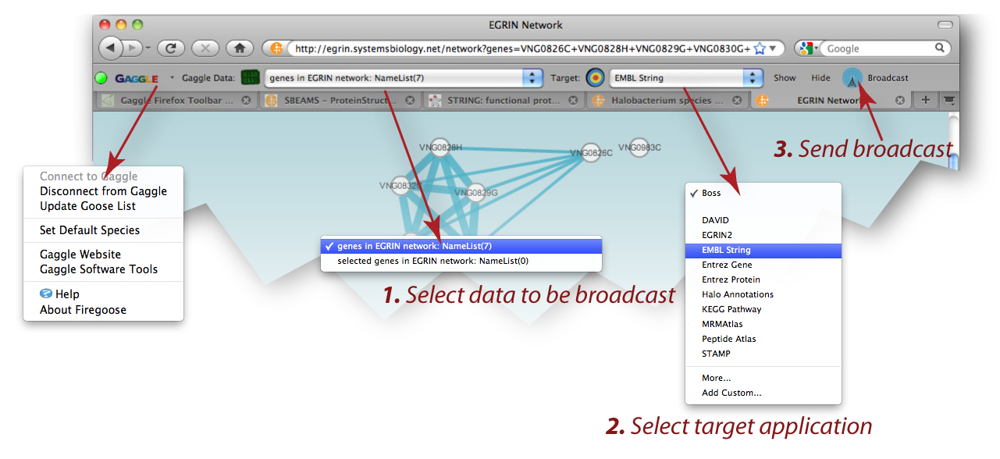 EGRIN Network
http://egrin.systemsbiology.net/network?genes=VNG0826C+VNG0828H+VNG0829G+VNG0830G+
Google
GAGGLE Gaggle Data: genes in EGRIN network: NameList(7) Target: EMBL String Show Hide Broadcast
Gaggle Firefox Toolbar ... SBEAMS - ProteinStruct... STRING: functional prot... Halobacterium species ... EGRIN Network
VNG0828H
VNG0826C
VNG0983C
VNG0832C
VNG0829G
3. Send broadcast
Connect to Gaggle
Disconnect from Gaggle
Update Goose List
Set Default Species
Gaggle Website
Gaggle Software Tools
Help
About Firegoose
genes in EGRIN network: NameList(7)
selected genes in EGRIN network: NameList(0)
1. Select data to be broadcast
Boss
DAVID
EGRIN2
EMBL String
Entrez Gene
Entrez Protein
Halo Annotations
KEGG Pathway
MRMAtlas
Peptide Atlas
STAMP
More...
Add Custom...
2. Select target application